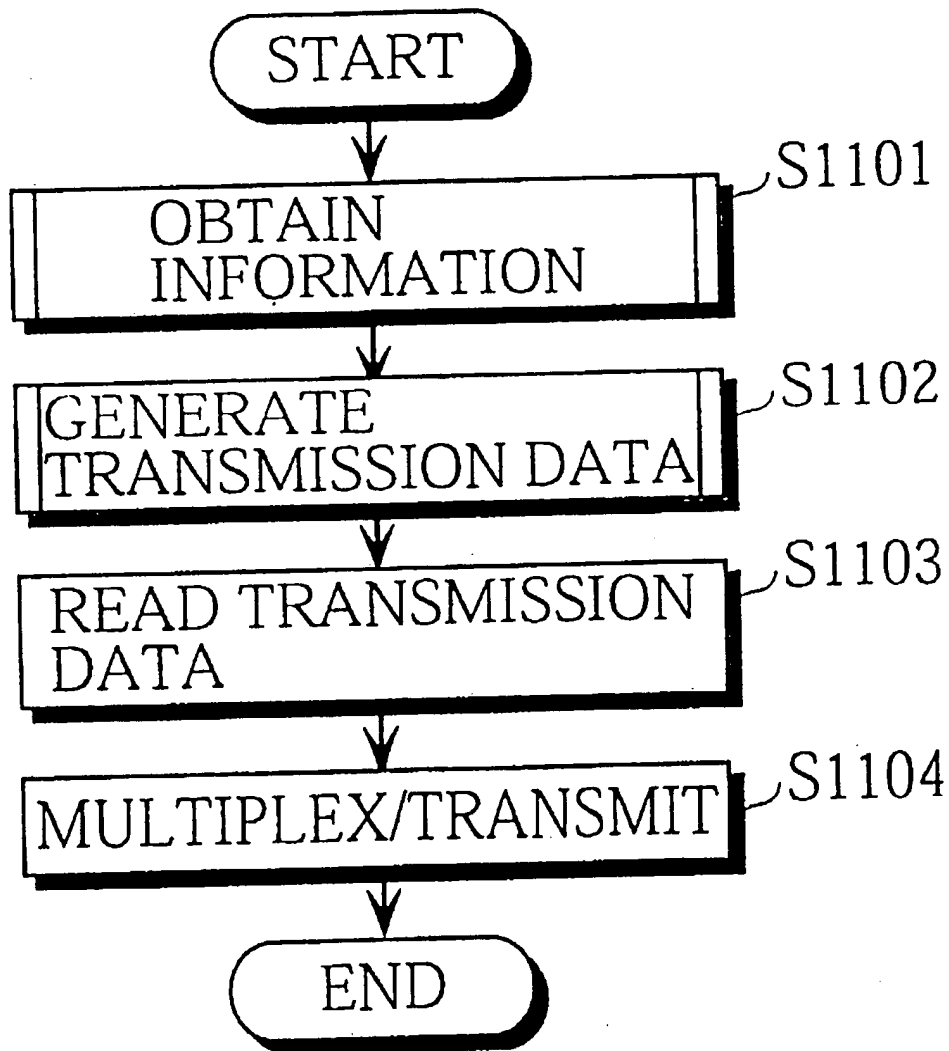 START
S1101
OBTAIN
INFORMATION
S1102
GENERATE
TRANSMISSION DATA
S1103
READ TRANSMISSION
DATA
S1104
MULTIPLEX/TRANSMIT
END